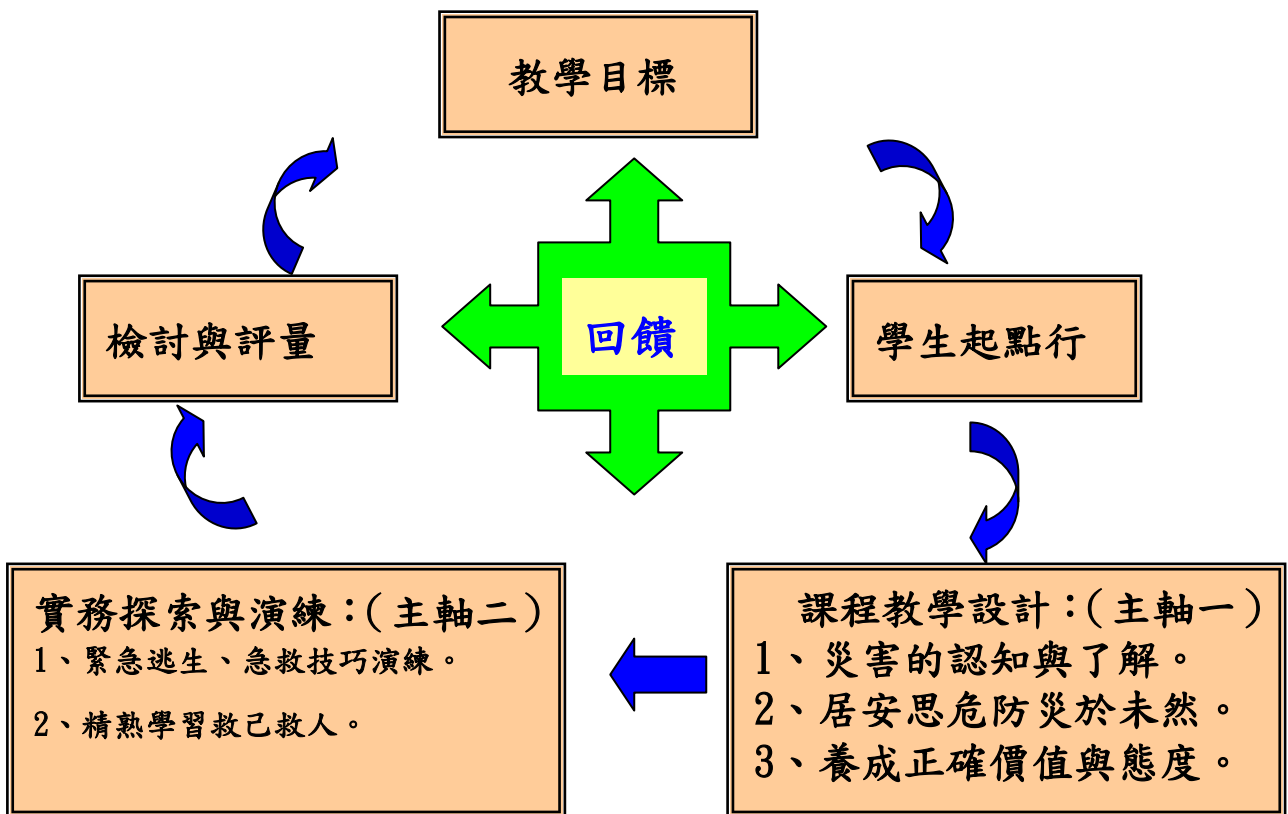 教學目標
檢討與評量
回饋
學生起點行
實務探索與演練：(主軸二)
1、緊急逃生、急救技巧演練。
2、精熟學習救己救人。
課程教學設計：(主軸一)
1、災害的認知與了解。
2、居安思危防災於未然。
3、養成正確價值與態度。